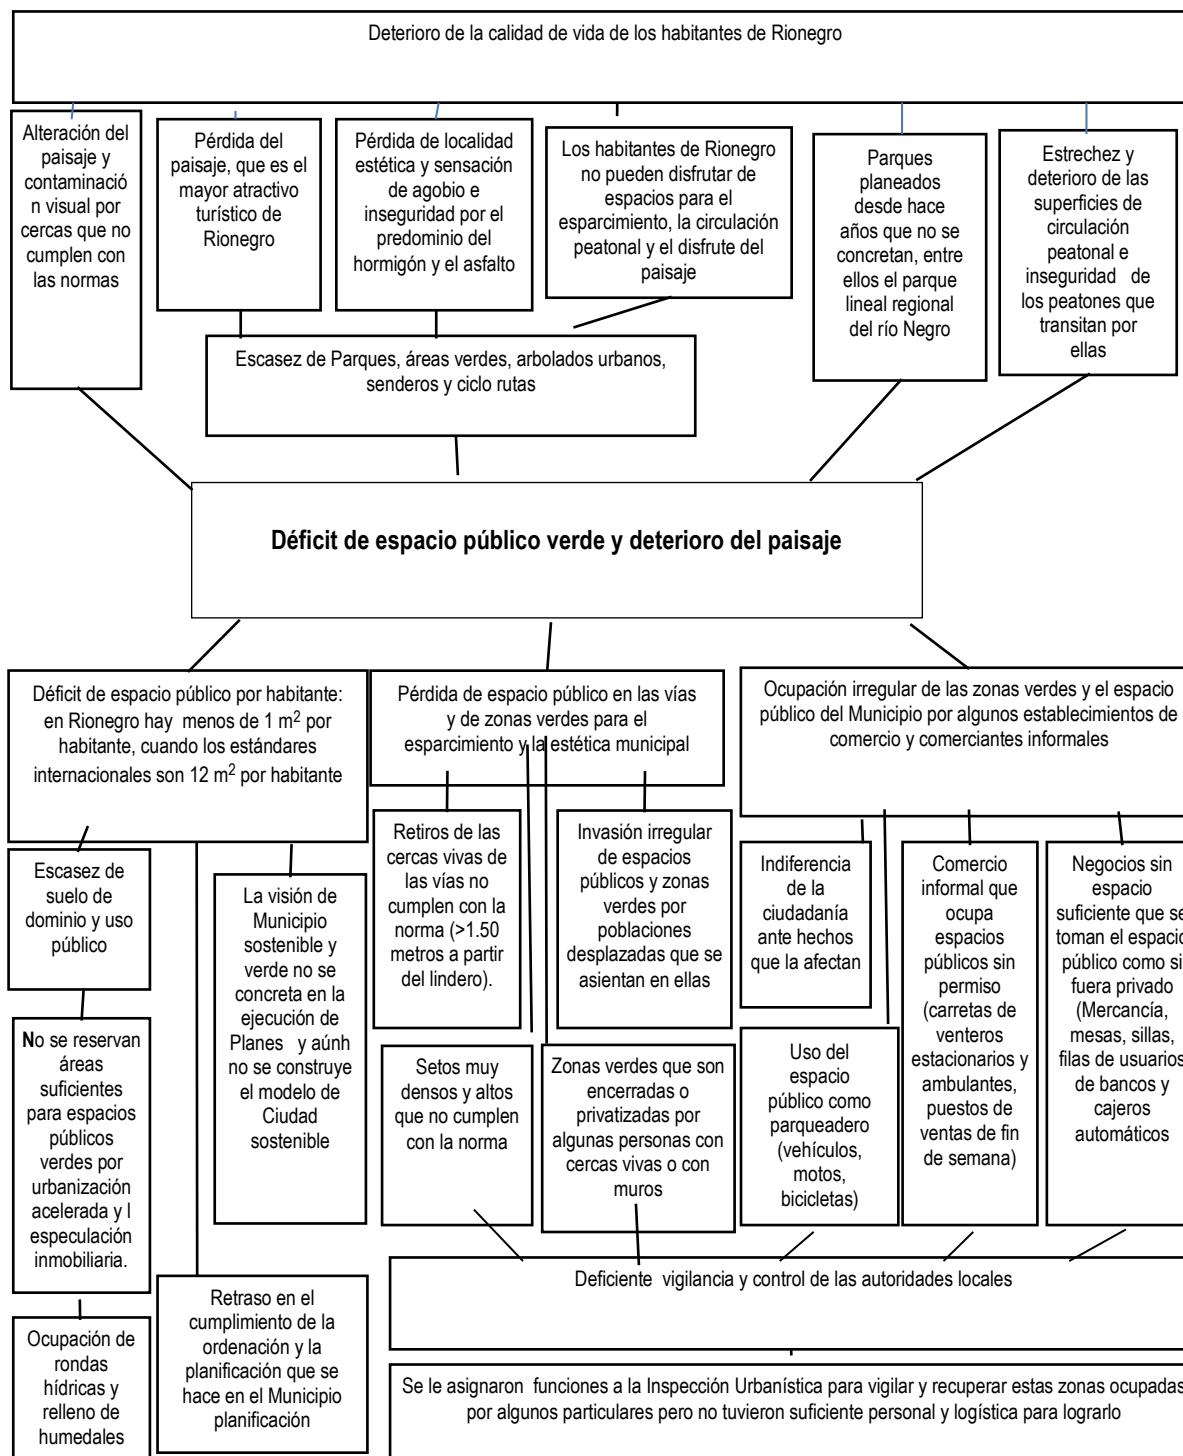 Deterioro de la calidad de vida de los habitantes de Rionegro
Alteración del
paisaje y
contaminació
n visual por
cercas que no
cumplen con
las normas
Pérdida del
paisaje, que es el
mayor atractivo
turístico de
Rionegro
Pérdida de localidad
estética y sensación
de agobio e
inseguridad por el
predominio del
hormigón y el asfalto
Los habitantes de Rionegro
no pueden disfrutar de
espacios para el
esparcimiento, la circulación
peatonal y el disfrute del
paisaje
Parques
planeados
desde hace
años que no se
concretan, entre
ellos el parque
lineal regional
del río Negro
Estrechez y
deterioro de las
superficies de
circulación
peatonal e
inseguridad de
los peatones que
transitan por
ellas
Escasez de Parques, áreas verdes, arbolados urbanos,
senderos y ciclo rutas
Déficit de espacio público verde y deterioro del paisaje
Déficit de espacio público por habitante:
en Rionegro hay menos de 1 m² por
habitante, cuando los estándares
internacionales son 12 m² por habitante
Pérdida de espacio público en las vías
y de zonas verdes para el
esparcimiento y la estética municipal
Ocupación irregular de las zonas verdes y el espacio
público del Municipio por algunos establecimientos de
comercio y comerciantes informales
Escasez de
suelo de
dominio y uso
público
La visión de
Municipio
sostenible y
verde no se
concreta en la
ejecución de
Planes y aúnh
no se construye
el modelo de
Ciudad
sostenible
Retiros de las
cercas vivas de
las vías no
cumplen con la
norma (>1.50
metros a partir
del lindero).
Invasión irregular
de espacios
públicos y zonas
verdes por
poblaciones
desplazadas que se
asientan en ellas
Indiferencia
de la
ciudadanía
ante hechos
que la afectan
Comercio
informal que
ocupa
espacios
públicos sin
permiso
(carretas de
venteros
estacionarios y
ambulantes,
puestos de
ventas de fin
de semana)
Negocios sin
espacio
suficiente que se
toman el espacio
público como si
fuera privado
(Mercancía,
mesas, sillas,
filas de usuarios
de bancos y
cajeros
automáticos
No se reservan
áreas
suficientes
para espacios
públicos
verdes por
urbanización
acelerada y l
especulación
inmobiliaria.
Setos muy
densos y altos
que no cumplen
con la norma
Zonas verdes que son
encerradas o
privatizadas por
algunas personas con
cercas vivas o con
muros
Uso del
espacio
público como
parqueadero
(vehículos,
motos,
bicicletas)
Deficiente vigilancia y control de las autoridades locales
Ocupación de
rondas
hídricas y
relleno de
humedales
Retraso en el
cumplimiento de la
ordenación y la
planificación que se
hace en el Municipio
planificación
Se le asignaron funciones a la Inspección Urbanística para vigilar y recuperar estas zonas ocupadas
por algunos particulares pero no tuvieron suficiente personal y logística para lograrlo